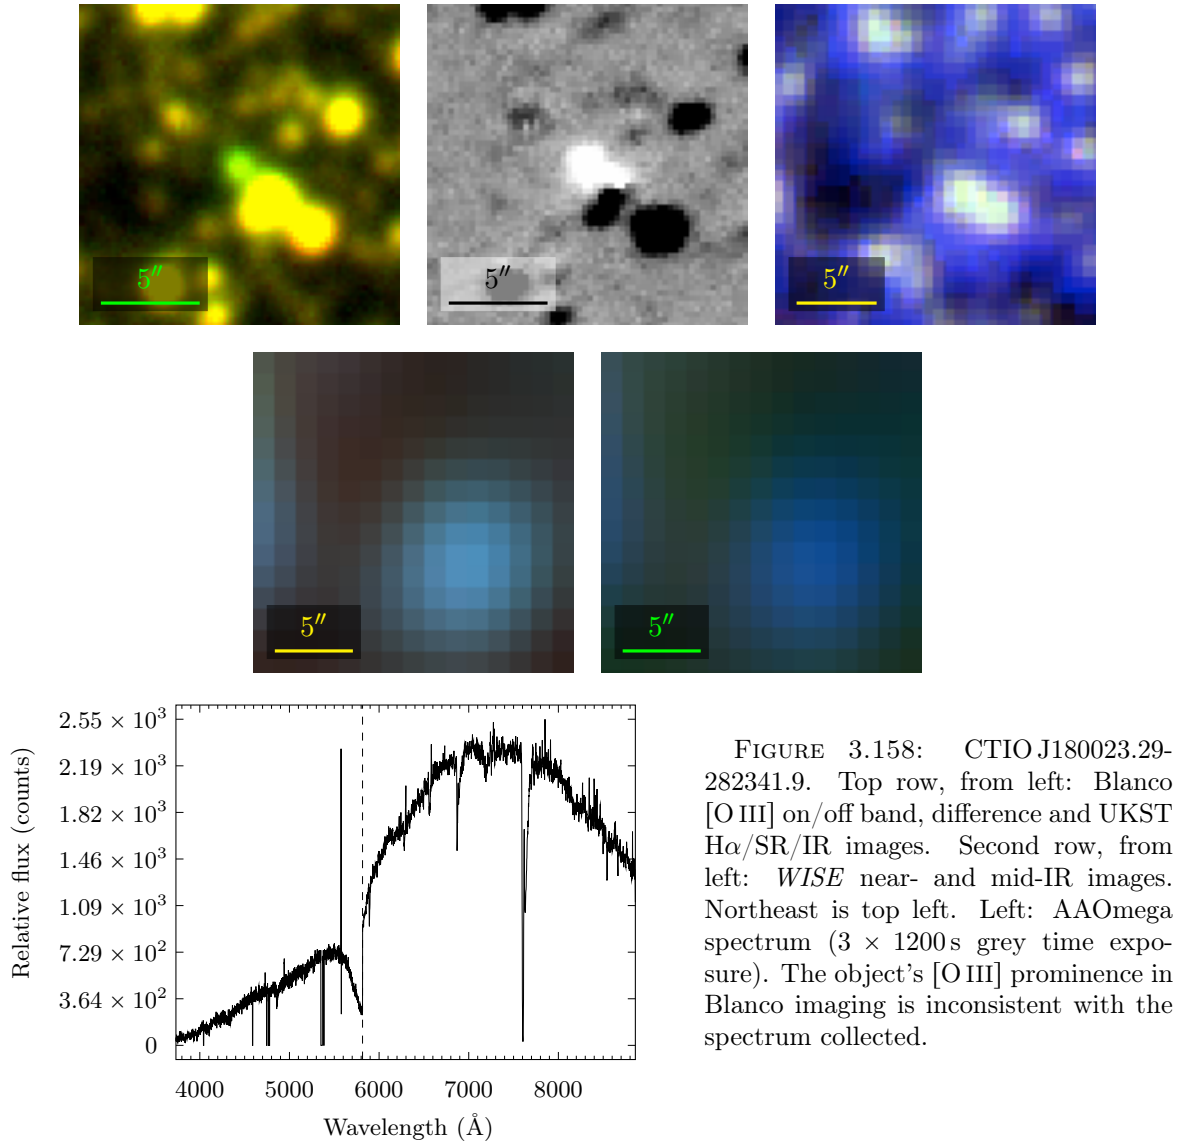 5″
5″
5″
5″
5″
2.55 × 10³
2.19 × 10³
1.82 × 10³
1.46 × 10³
1.09 × 10³
7.29 × 10²
3.64 × 10²
0
Relative flux (counts)
4000 5000 6000 7000 8000
Wavelength (Å)
FIGURE 3.158: CTIO J180023.29-
282341.9. Top row, from left: Blanco
[O III] on/off band, difference and UKST
Hα/SR/IR images. Second row, from
left: WISE near- and mid-IR images.
Northeast is top left. Left: AAOmega
spectrum (3 × 1200 s grey time expo-
sure). The object's [O III] prominence in
Blanco imaging is inconsistent with the
spectrum collected.